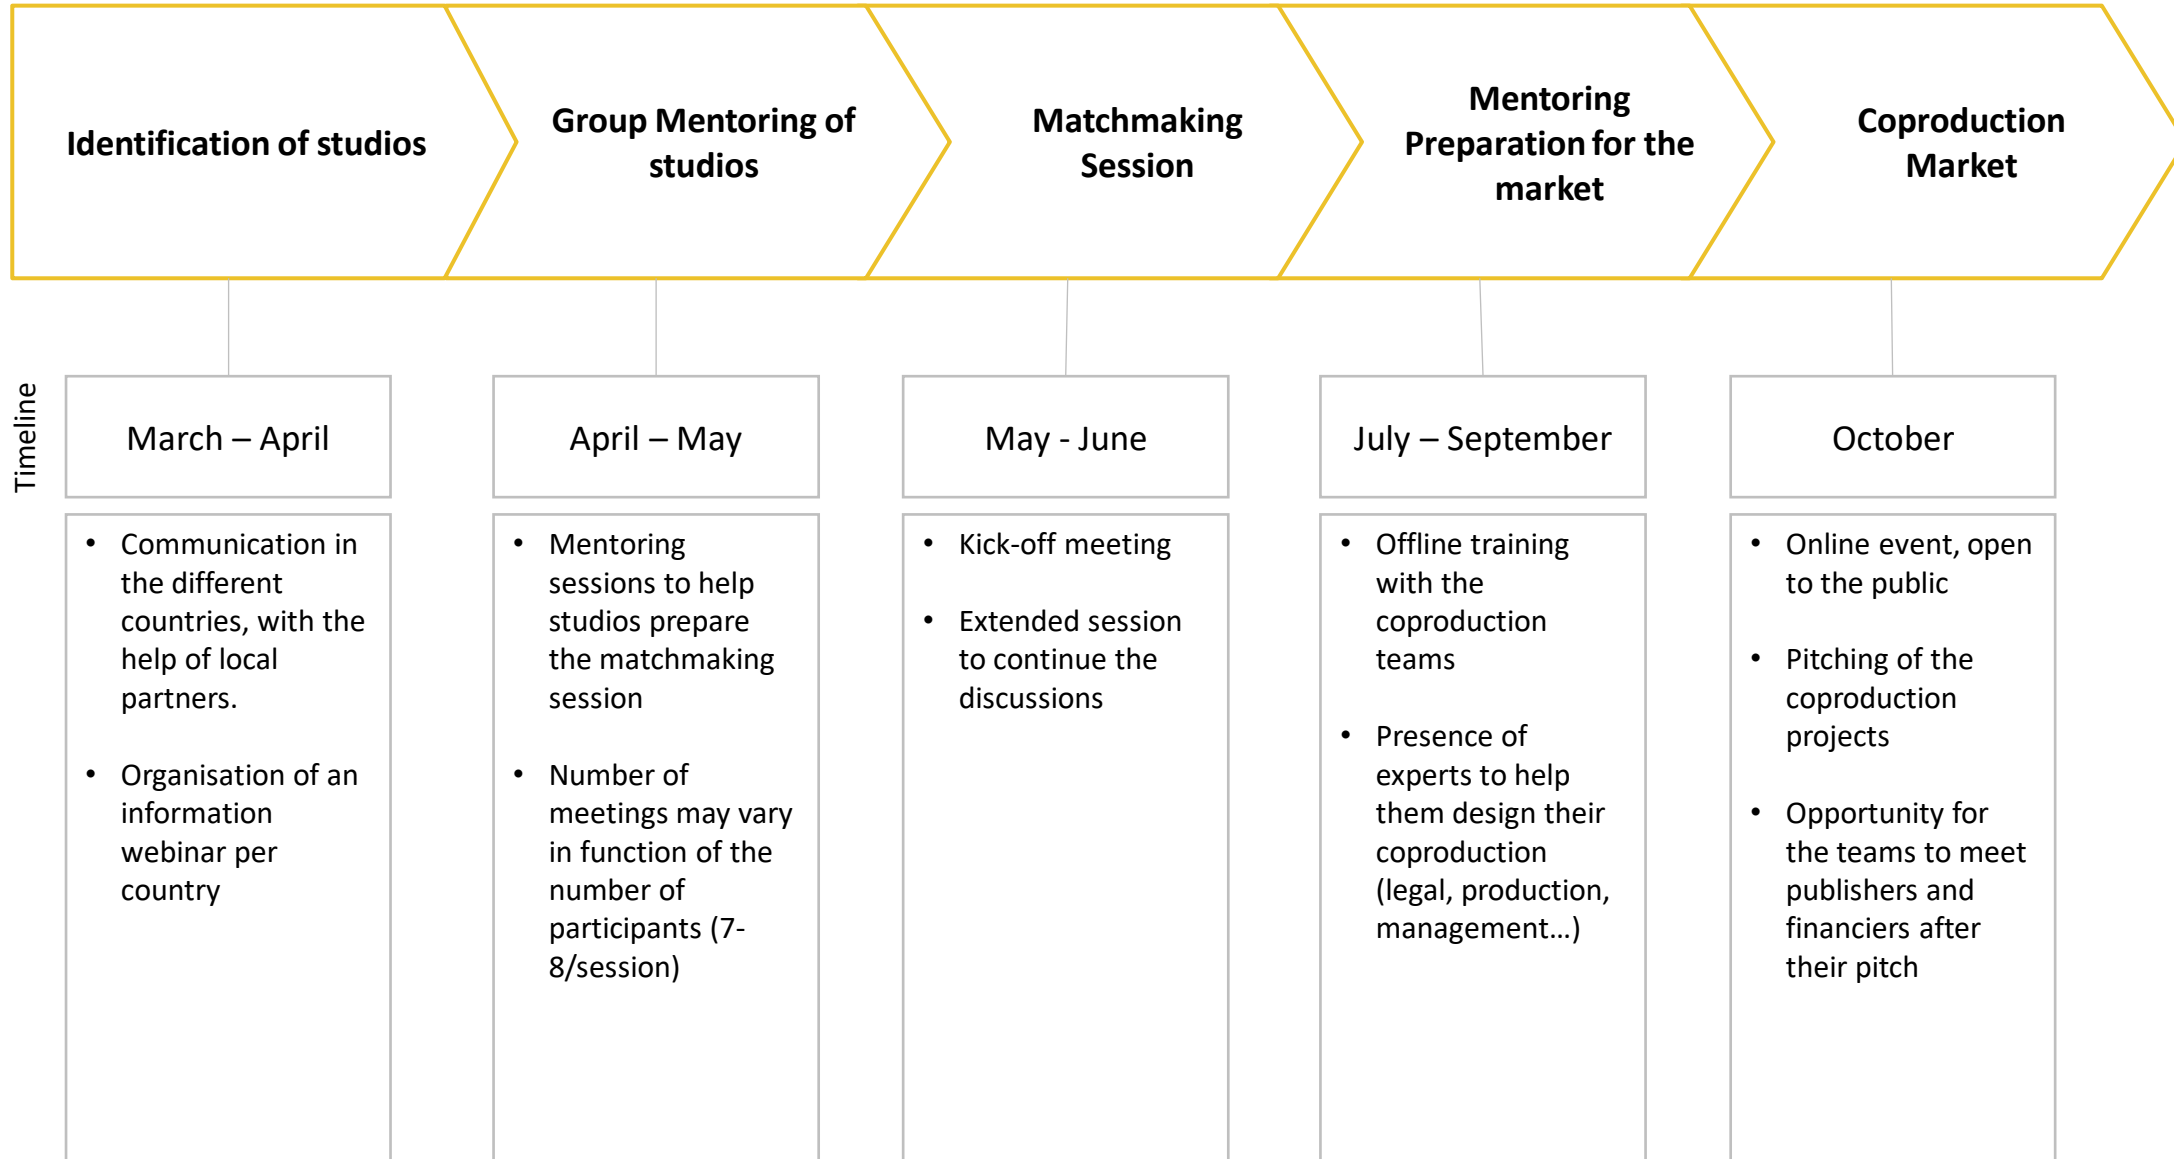 Identification of studios
Group Mentoring of
studios
Matchmaking
Session
Mentoring
Preparation for the
market
Coproduction
Market
Timeline
March – April
April – May
May - June
July – September
October
• Communication in
the different
countries, with the
help of local
partners.
• Organisation of an
information
webinar per
country
• Mentoring
sessions to help
studios prepare
the matchmaking
session
• Number of
meetings may vary
in function of the
number of
participants (7-
8/session)
• Kick-off meeting
• Extended session
to continue the
discussions
• Offline training
with the
coproduction
teams
• Presence of
experts to help
them design their
coproduction
(legal, production,
management…)
• Online event, open
to the public
• Pitching of the
coproduction
projects
• Opportunity for
the teams to meet
publishers and
financiers after
their pitch